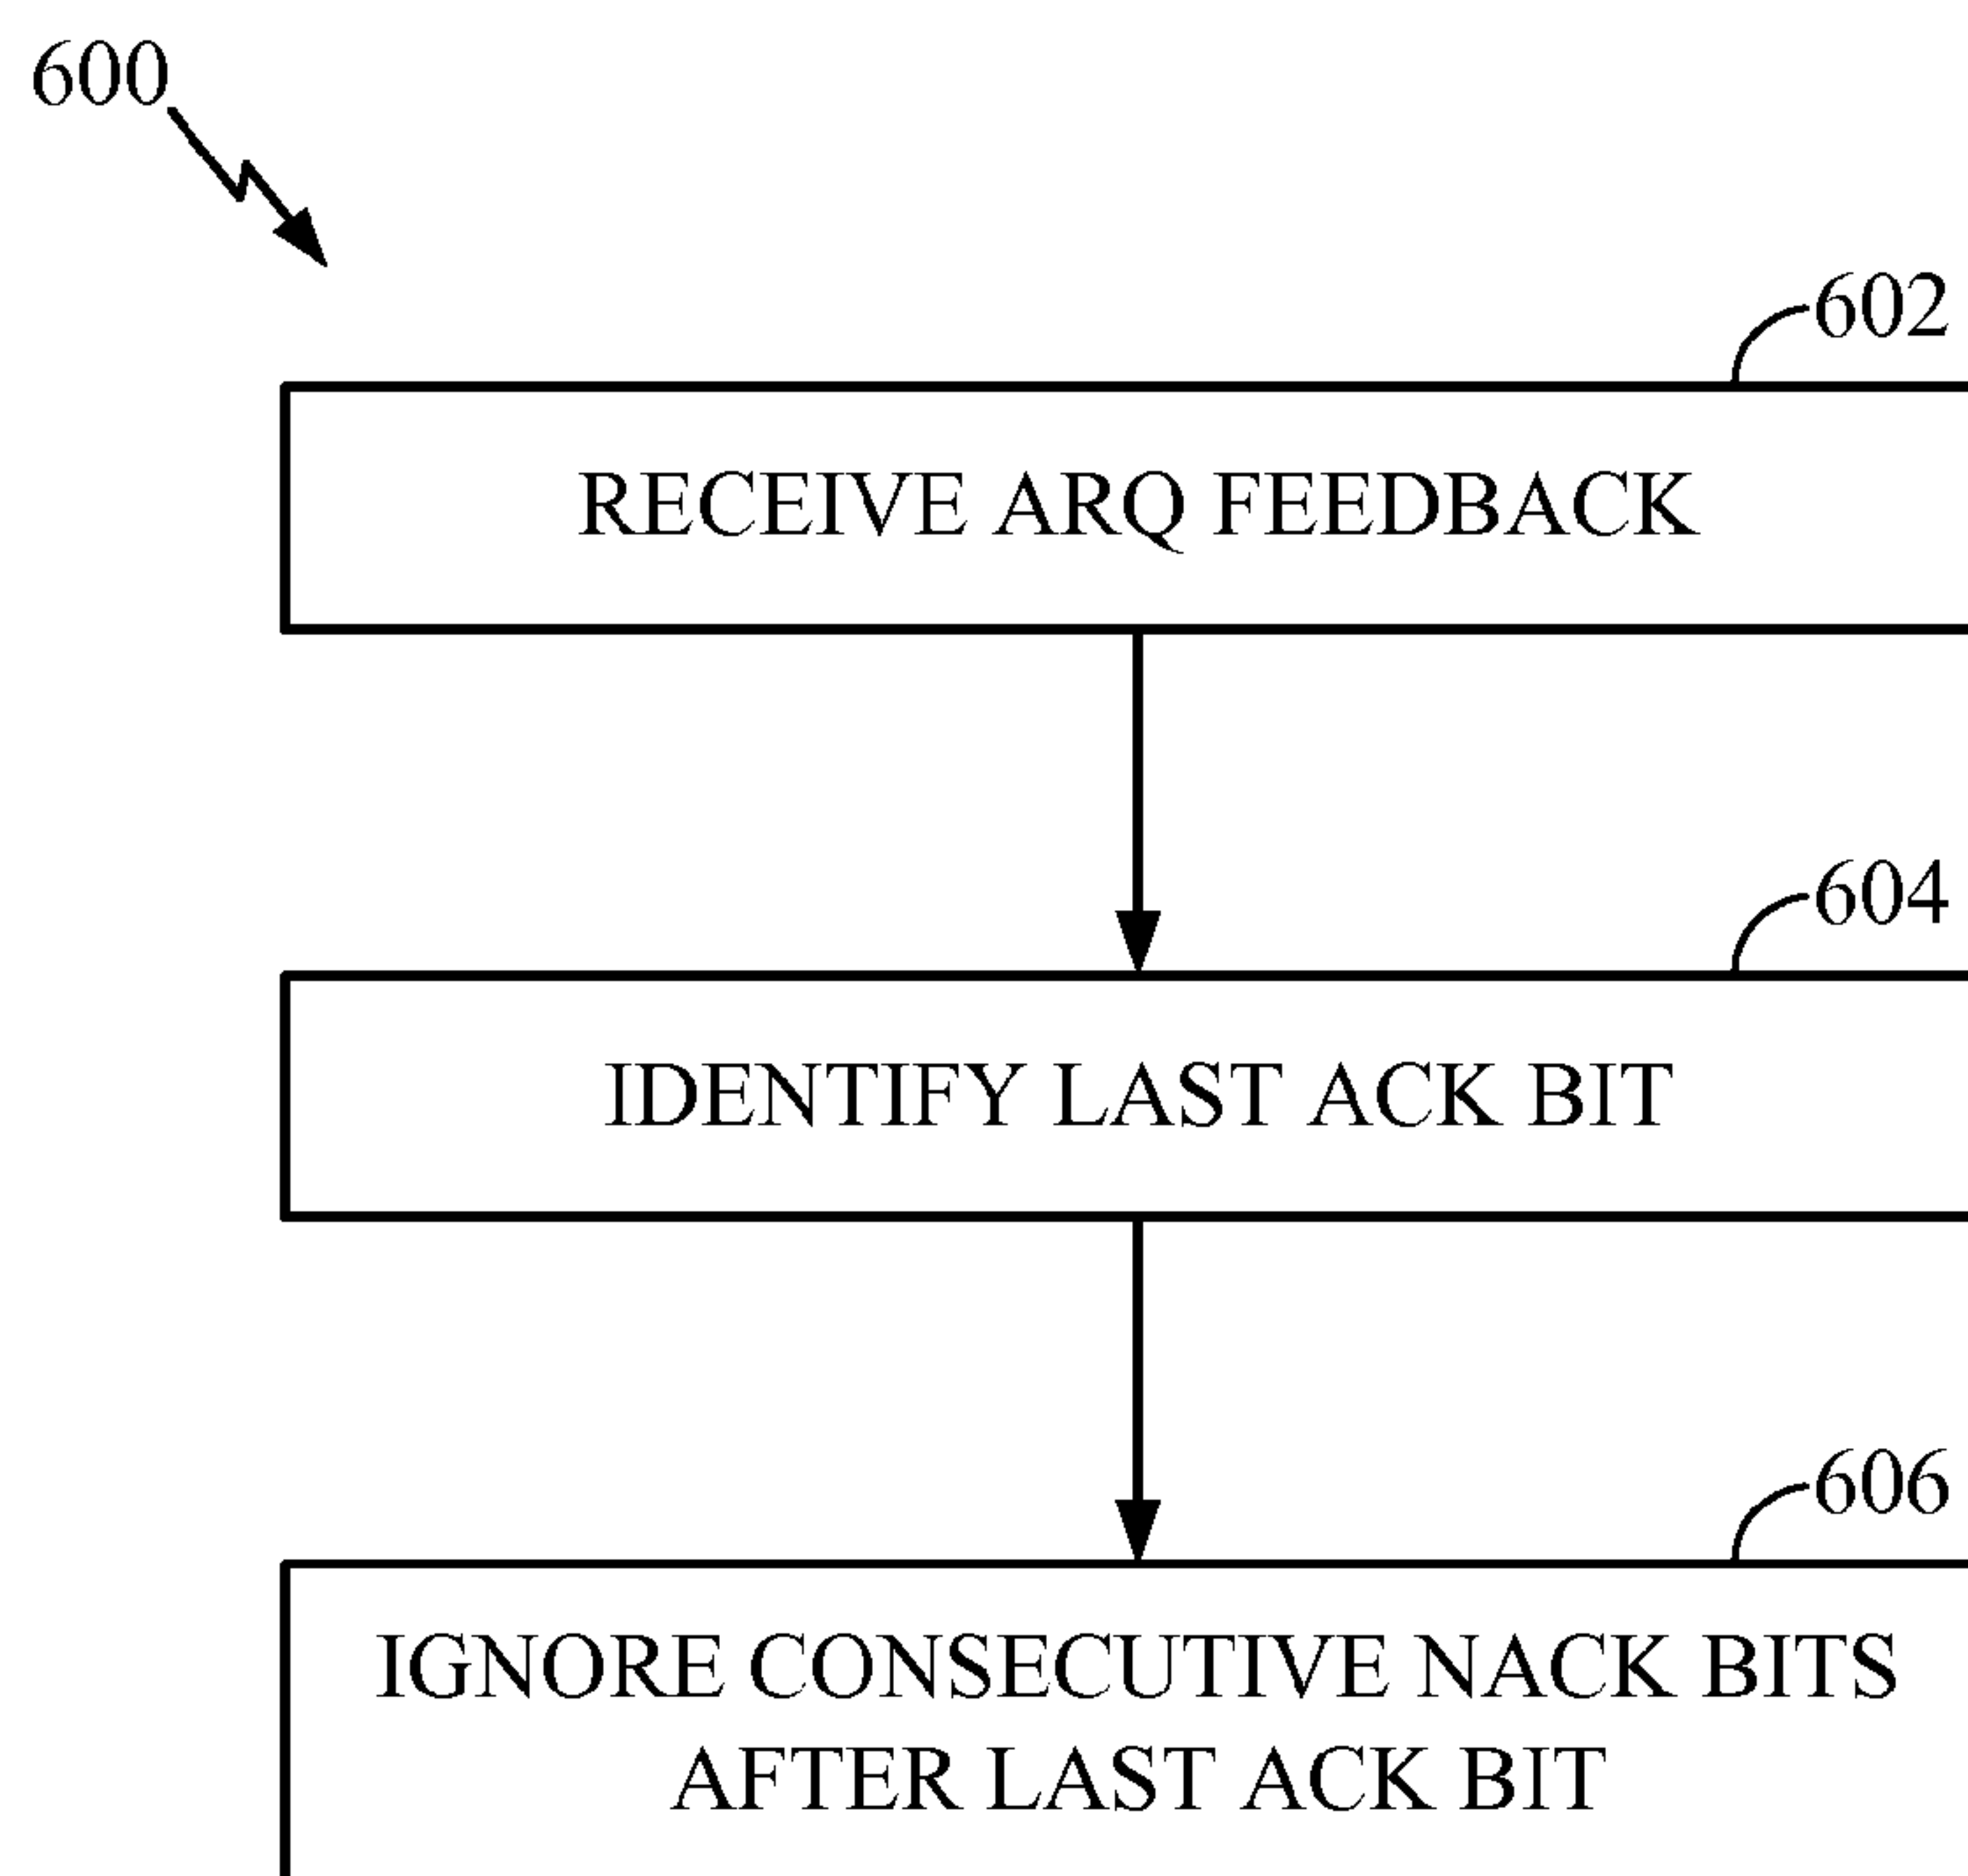 600
602
RECEIVE ARQ FEEDBACK
604
IDENTIFY LAST ACK BIT
606
IGNORE CONSECUTIVE NACK BITS
AFTER LAST ACK BIT